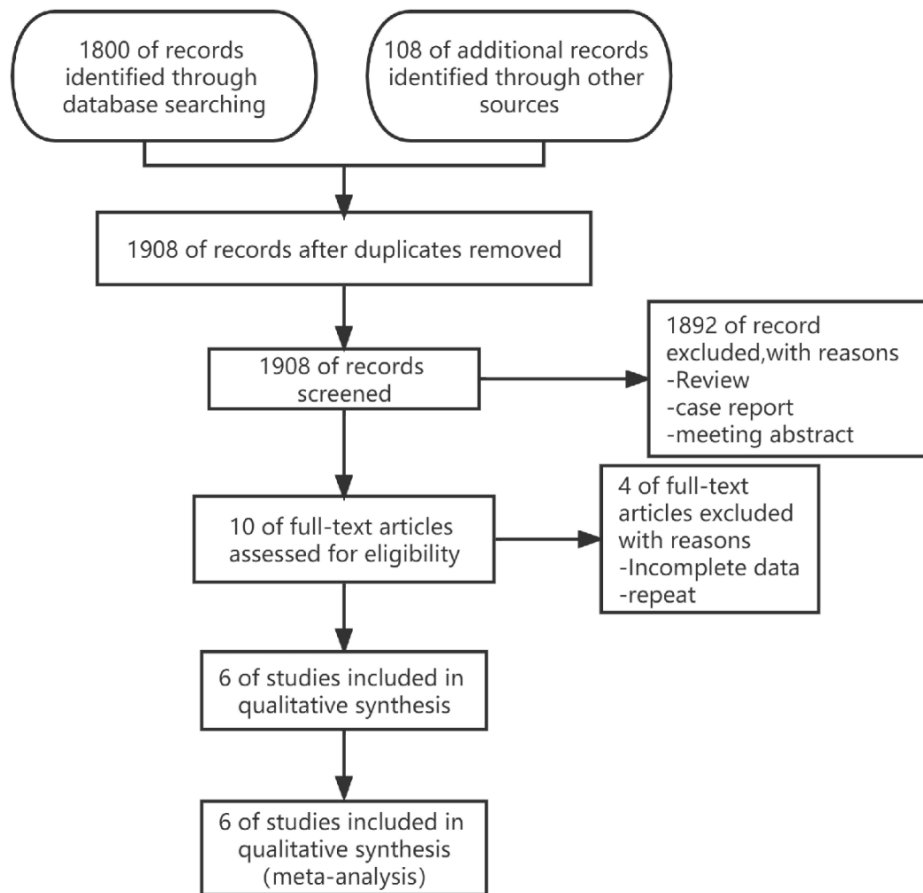 1800 of records
identified through
database searching
108 of additional records
identified through other
sources
1908 of records after duplicates removed
1908 of records
screened
1892 of record
excluded,with reasons
-Review
-case report
-meeting abstract
10 of full-text articles
assessed for eligibility
4 of full-text
articles excluded
with reasons
-Incomplete data
-repeat
6 of studies included in
qualitative synthesis
6 of studies included in
qualitative synthesis
(meta-analysis)